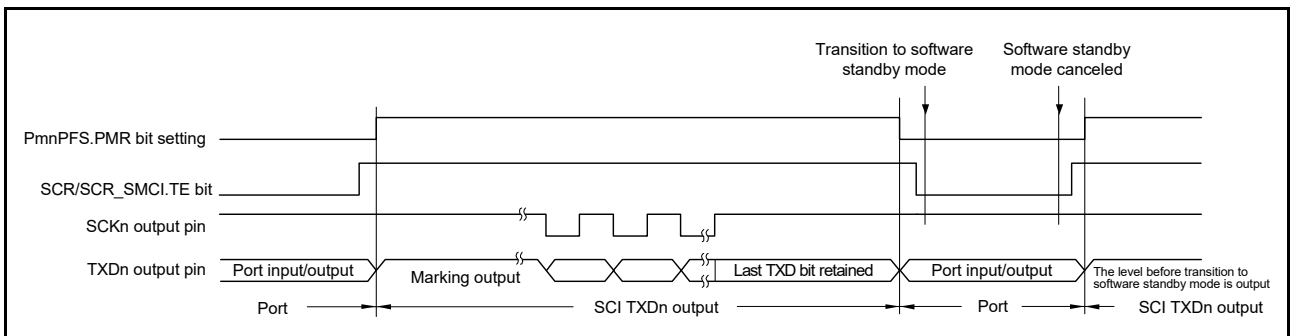 Transition to software
standby mode
Software standby
mode canceled
PmnPFS.PMR bit setting
SCR/SCR_SMCI.TE bit
SCKn output pin
TXDn output pin
Port input/output
Marking output
Last TXD bit retained
Port input/output
The level before transition to
software standby mode is output
Port
SCI TXDn output
Port
SCI TXDn output